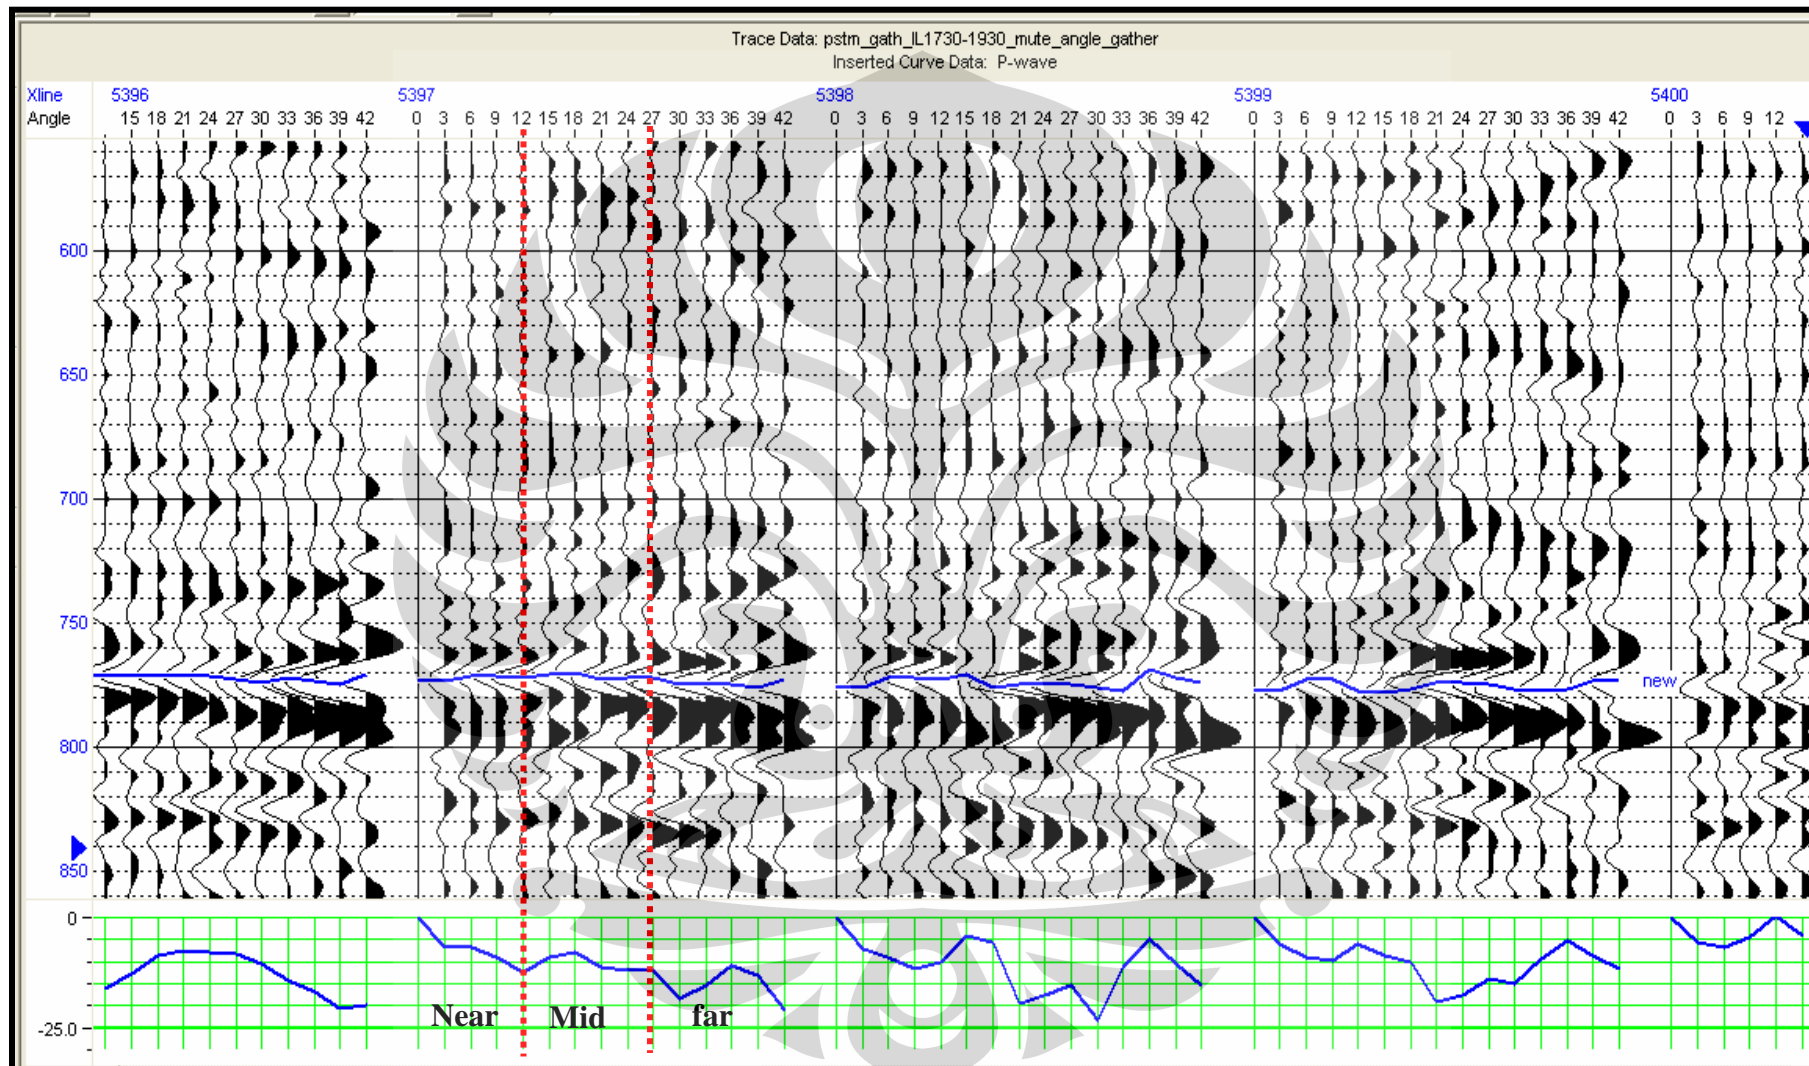 Trace Data: pstm_gath_IL1730-1930_mute_angle_gather
Inserted Curve Data: P-wave
Xline 5396 5397 5398 5399 5400
Angle 15 18 21 24 27 30 33 36 39 42 0 3 6 9 12 15 18 21 24 27 30 33 36 39 42 0 3 6 9 12 15 18 21 24 27 30 33 36 39 42 0 3 6 9 12 15 18 21 24 27 30 33 36 39 42 0 3 6 9 12
600
650
700
750
new
800
850
0
Near Mid far
-25.0